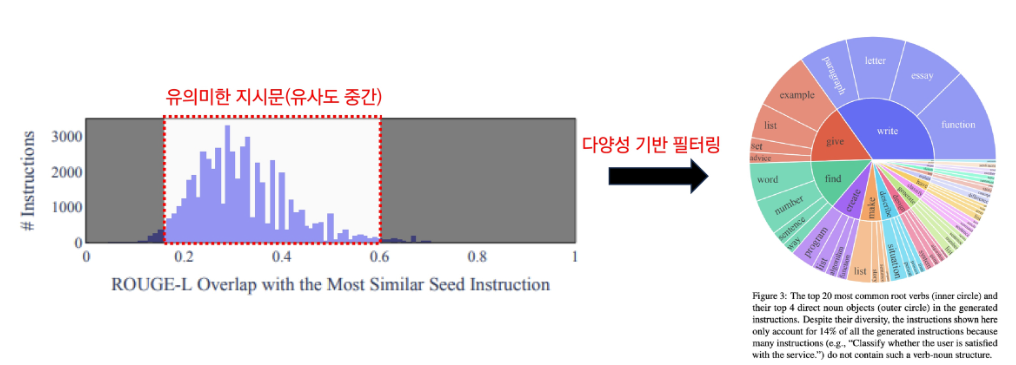 유의미한 지시문(유사도 중간)
# Instructions
3000
2000
1000
0
0
0.2
0.4
0.6
0.8
1
ROUGE-L Overlap with the Most Similar Seed Instruction
다양성 기반 필터링
letter
paragraph
essay
example
function
write
list
give
set
advice
find
word
number
sentence
way
create
make
describe
generate
program
list
function
list
situation
Figure 3: The top 20 most common root verbs (inner circle) and
their top 4 direct noun objects (outer circle) in the generated
instructions. Despite their diversity, the instructions shown here
only account for 14% of all the generated instructions because
many instructions (e.g., “Classify whether the user is satisfied
with the service.”) do not contain such a verb-noun structure.